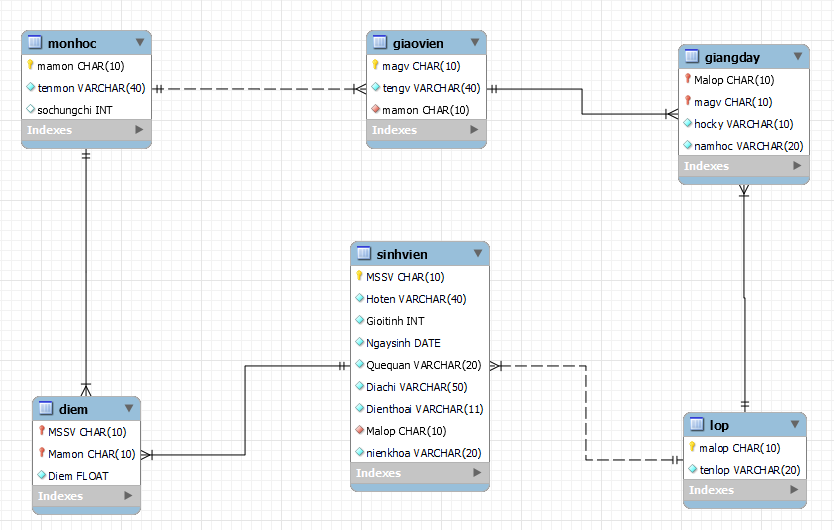 monhoc
mamon CHAR(10)
tenmon VARCHAR(40)
sochungchi INT
Indexes
giaovien
magv CHAR(10)
tengv VARCHAR(40)
mamon CHAR(10)
Indexes
giangday
Malop CHAR(10)
magv CHAR(10)
hocky VARCHAR(10)
namhoc VARCHAR(20)
Indexes
sinhvien
MSSV CHAR(10)
Hoten VARCHAR(40)
Gioitinh INT
Ngaysinh DATE
Quequan VARCHAR(20)
Diachi VARCHAR(50)
Dienthoai VARCHAR(11)
Malop CHAR(10)
nienkhoa VARCHAR(20)
Indexes
diem
MSSV CHAR(10)
Mamon CHAR(10)
Diem FLOAT
Indexes
lop
malop CHAR(10)
tenlop VARCHAR(20)
Indexes